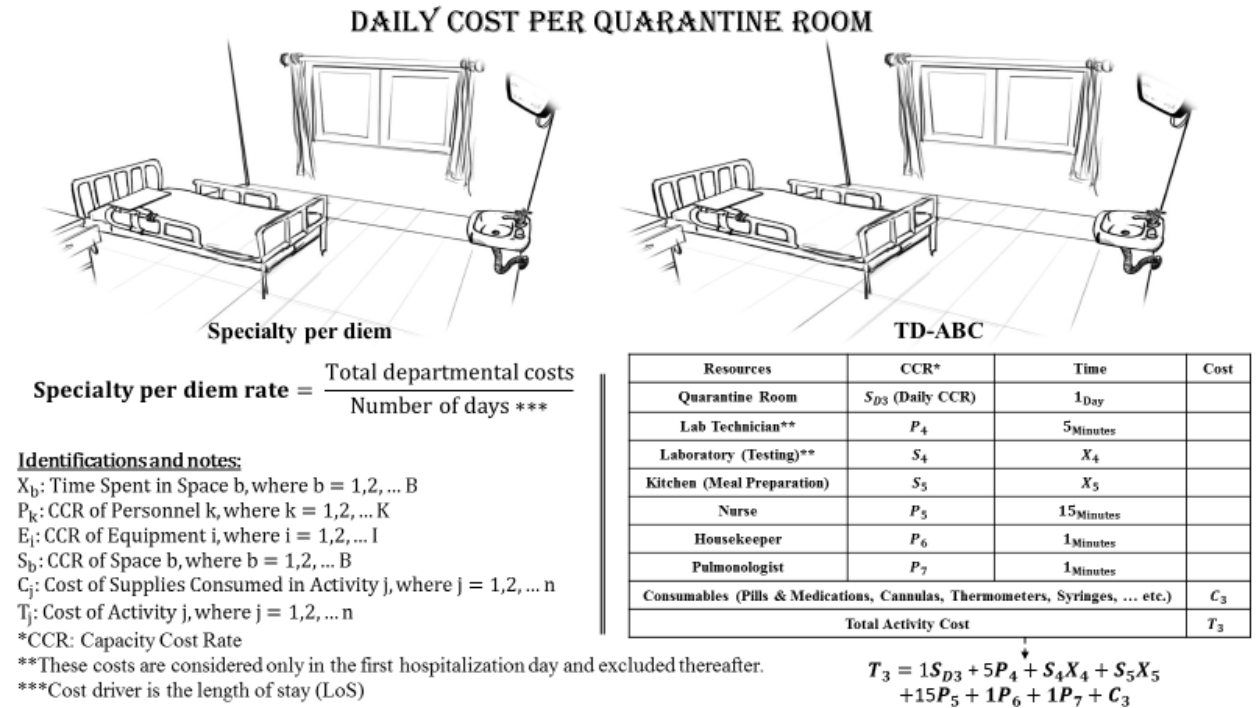 DAILY COST PER QUARANTINE ROOM
Specialty per diem
Specialty per diem rate = Total departmental costs / Number of days ***
Identifications and notes:
X_b: Time Spent in Space b, where b = 1,2, … B
P_k: CCR of Personnel k, where k = 1,2, … K
E_i: CCR of Equipment i, where i = 1,2, … I
S_b: CCR of Space b, where b = 1,2, … B
C_j: Cost of Supplies Consumed in Activity j, where j = 1,2, … n
T_j: Cost of Activity j, where j = 1,2, … n
*CCR: Capacity Cost Rate
**These costs are considered only in the first hospitalization day and excluded thereafter.
***Cost driver is the length of stay (LoS)
TD-ABC
Resources CCR* Time Cost
Quarantine Room S_D3 (Daily CCR) 1_Day
Lab Technician** P_4 5_Minutes
Laboratory (Testing)** S_4 X_4
Kitchen (Meal Preparation) S_5 X_5
Nurse P_5 15_Minutes
Housekeeper P_6 1_Minutes
Pulmonologist P_7 1_Minutes
Consumables (Pills & Medications, Cannulas, Thermometers, Syringes, … etc.) C_3
Total Activity Cost T_3
T_3 = 1S_D3 + 5P_4 + S_4X_4 + S_5X_5
+15P_5 + 1P_6 + 1P_7 + C_3